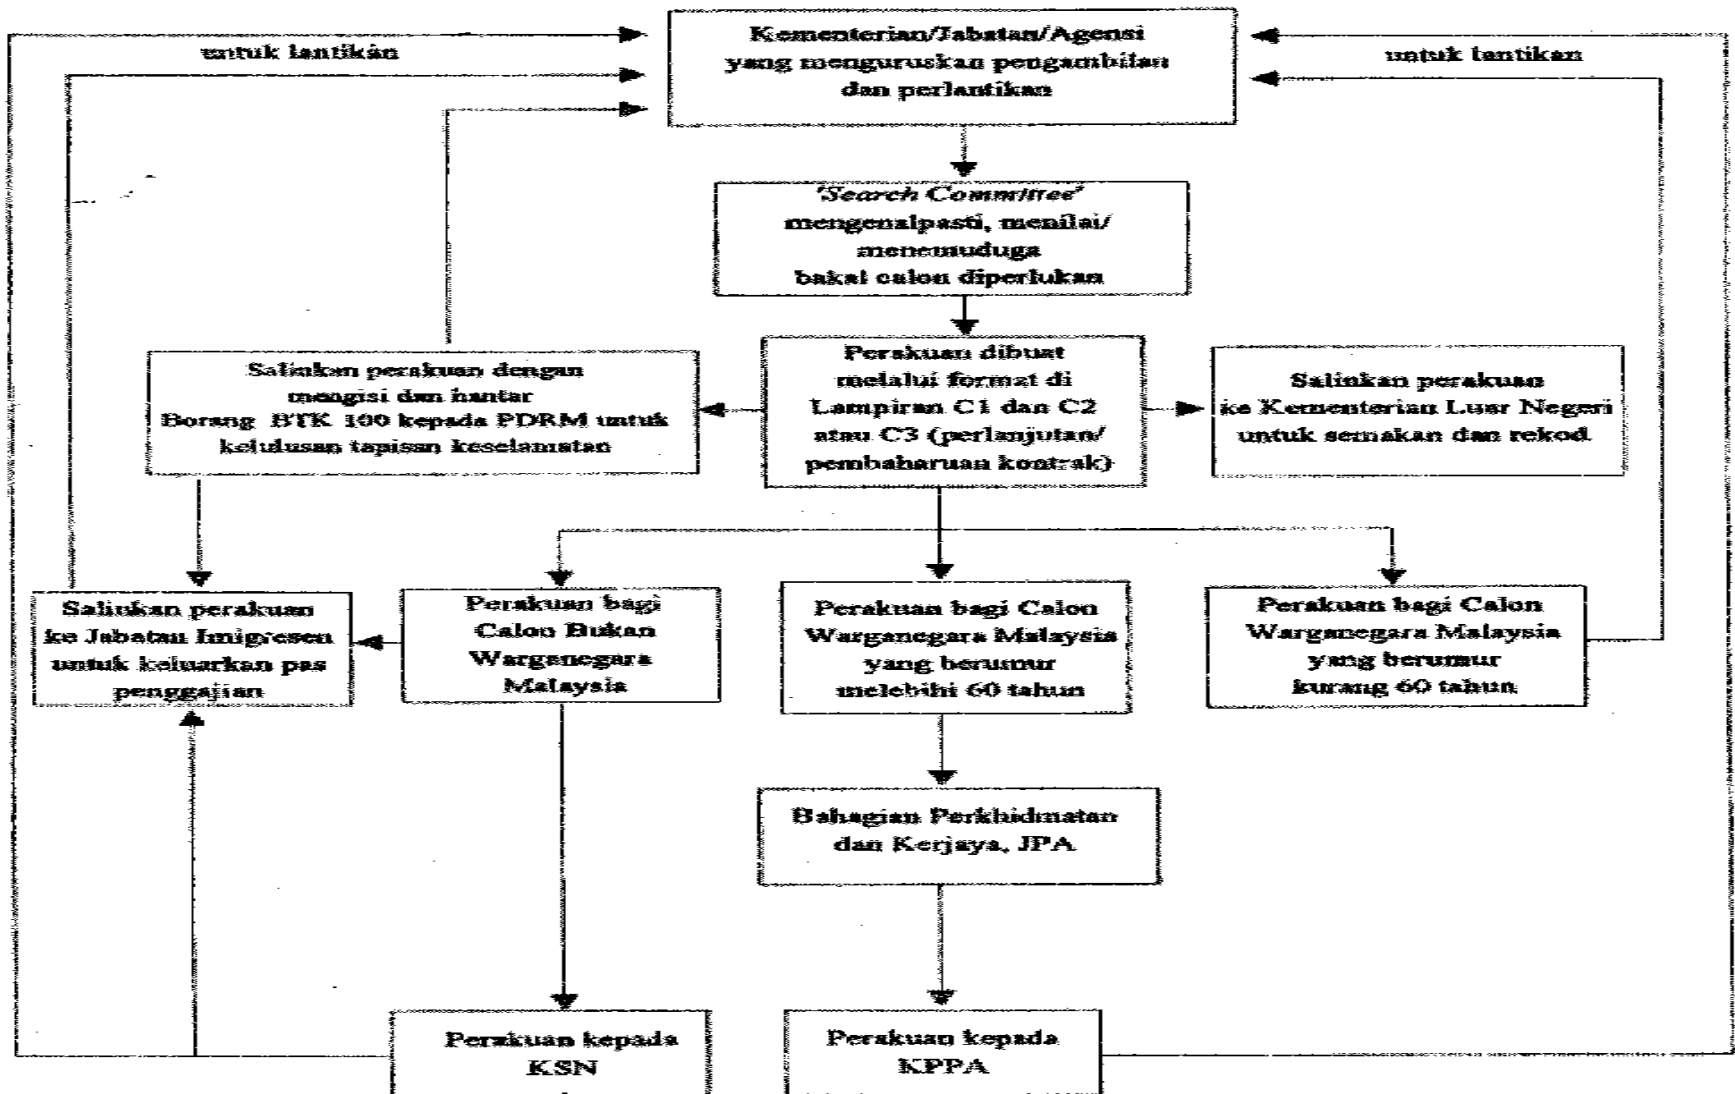 Kementerian/Jabatan/Agensi
yang menguruskan pengambilan
dan perlantikan
untuk lantikan
untuk lantikan
'Search Committee'
mengenalpasti, menilai/
menemuduga
bakal calon diperlukan
Salinkan perakuan dengan
mengisi dan hantar
Borang BTK 100 kepada PDRM untuk
kelulusan tapisan keselamatan
Perakuan dibuat
melalui format di
Lampiran C1 dan C2
atau C3 (perlanjutan/
pembaharuan kontrak)
Salinkan perakuan
ke Kementerian Luar Negeri
untuk semakan dan rekod
Salinkan perakuan
ke Jabatan Imigresen
untuk keluarkan pas
penggajian
Perakuan bagi
Calon Bukan
Warganegara
Malaysia
Perakuan bagi Calon
Warganegara Malaysia
yang berumur
melebihi 60 tahun
Perakuan bagi Calon
Warganegara Malaysia
yang berumur
kurang 60 tahun
Bahagian Perkhidmatan
dan Kerjaya, JPA
Perakuan kepada
KSN
Perakuan kepada
KPPA